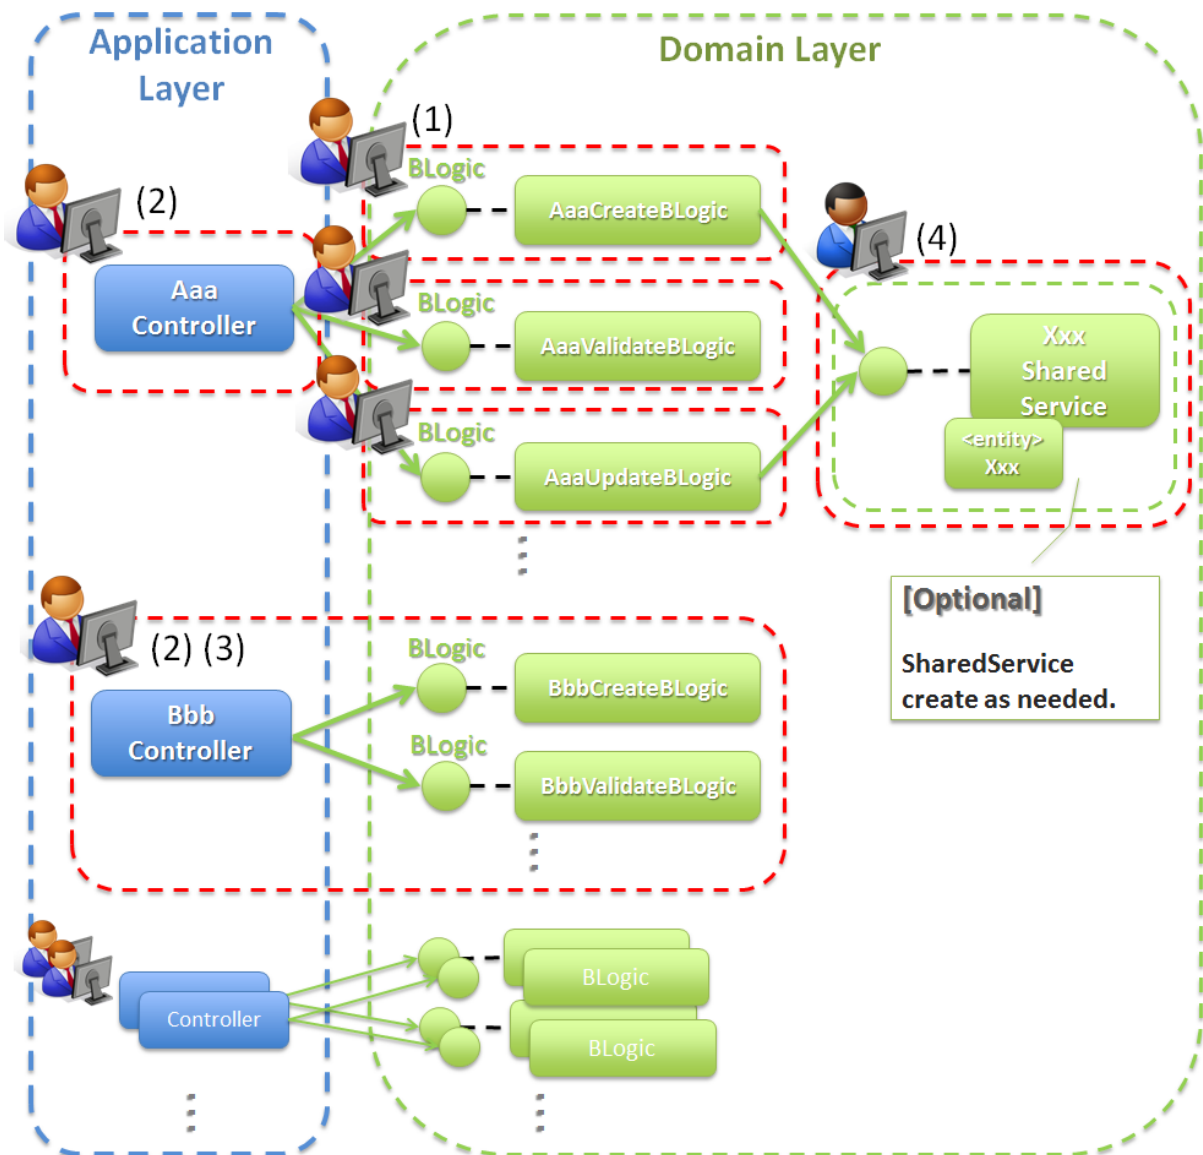 Application
Layer
Domain Layer
(1)
BLogic
AaaCreateBLogic
(2)
Aaa
Controller
BLogic
AaaValidateBLogic
BLogic
AaaUpdateBLogic
(4)
Xxx
Shared
Service
<entity>
Xxx
[Optional]
SharedService
create as needed.
(2) (3)
Bbb
Controller
BLogic
BbbCreateBLogic
BLogic
BbbValidateBLogic
Controller
BLogic
BLogic